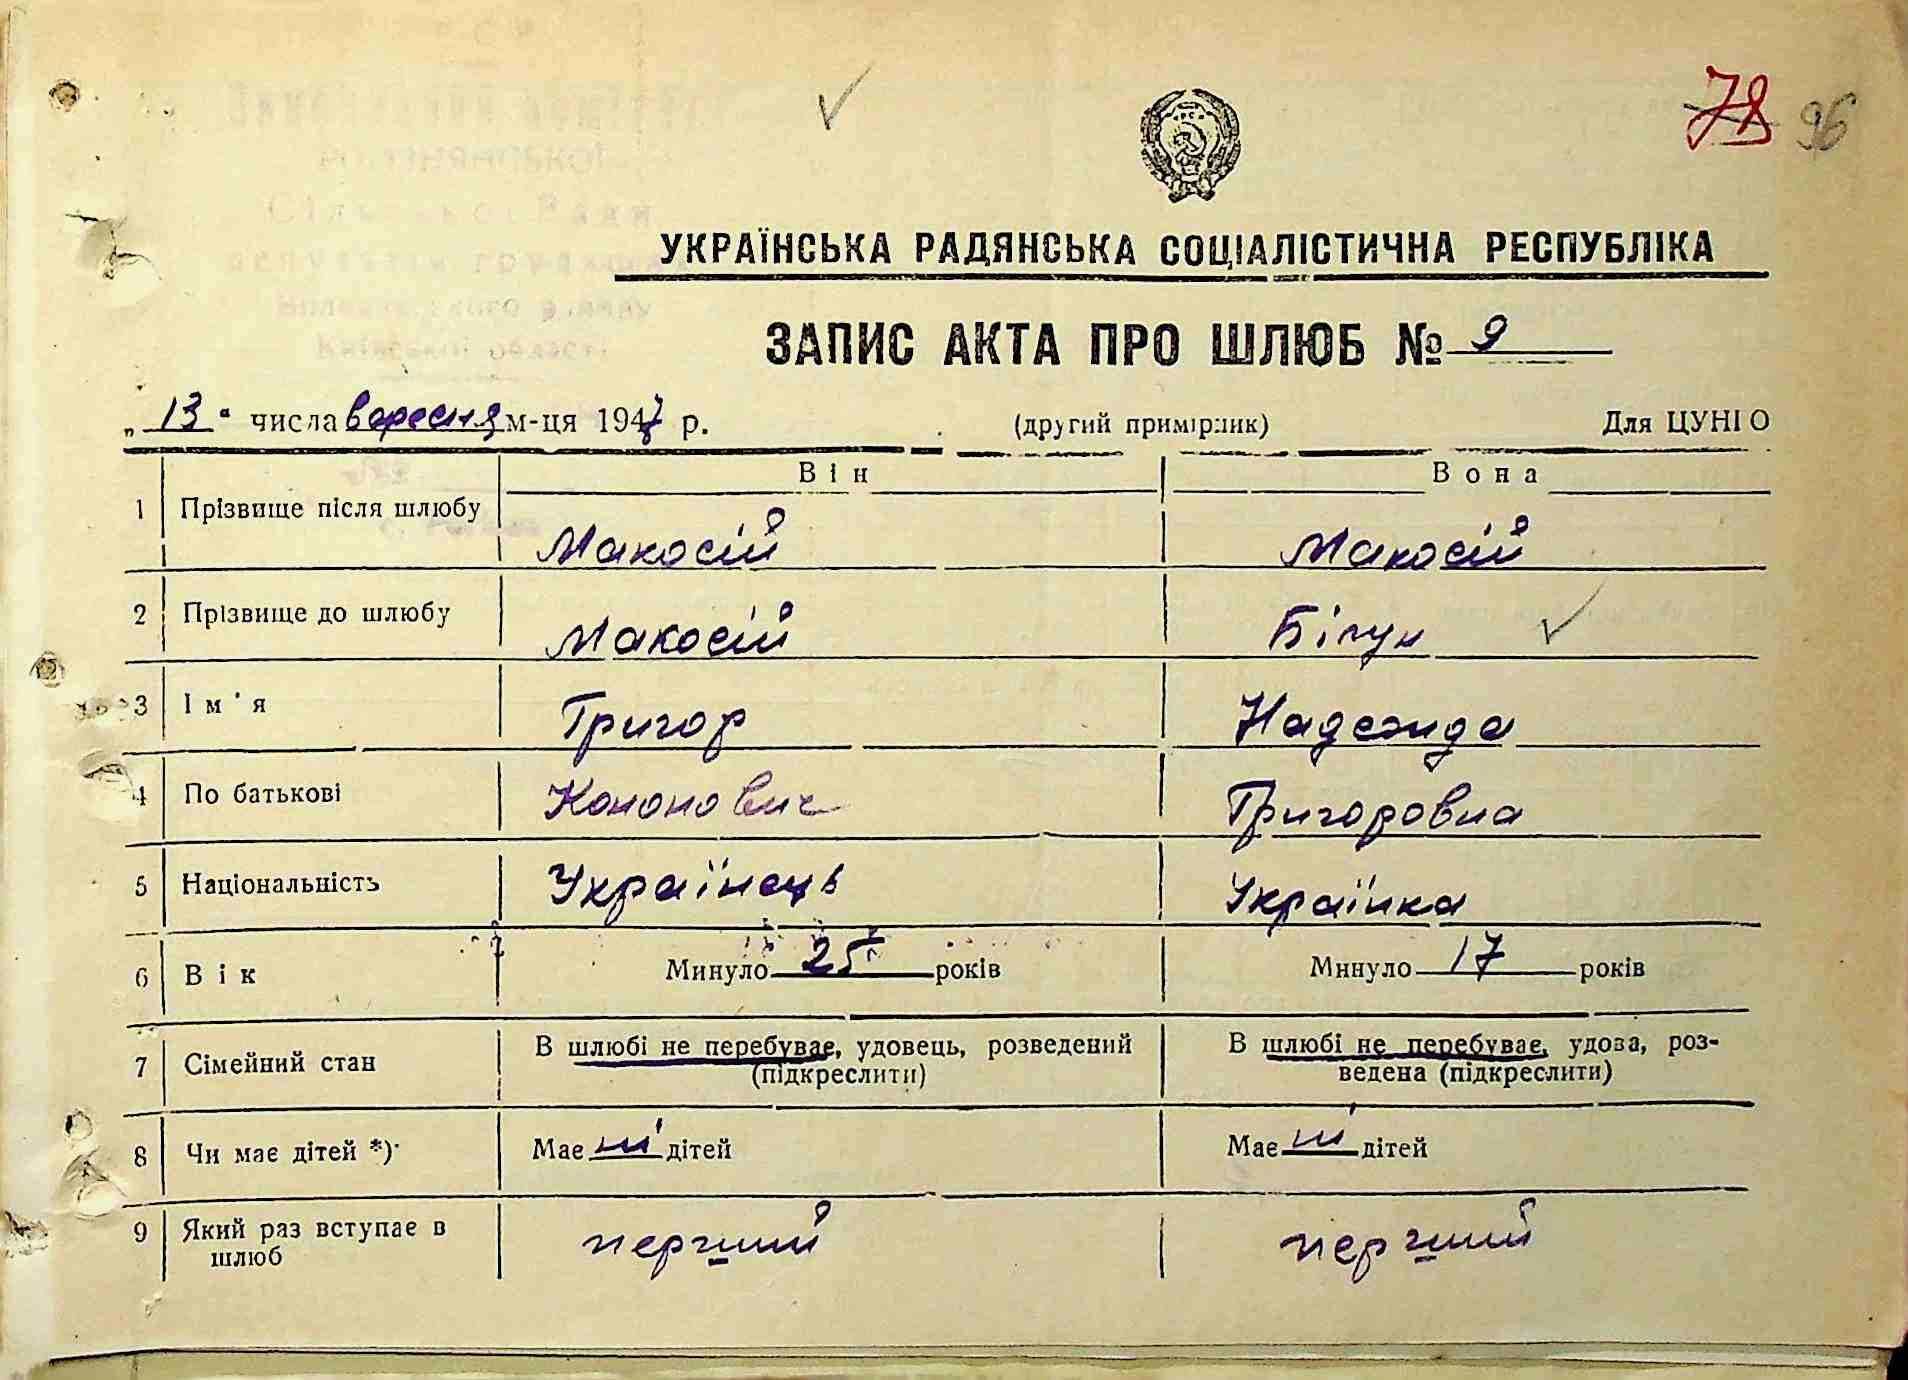 78 96
УКРАЇНСЬКА РАДЯНСЬКА СОЦІАЛІСТИЧНА РЕСПУБЛІКА
ЗАПИС АКТА ПРО ШЛЮБ № 9
„13“ числа вересня м-ця 1947 р. (другий примірник) Для ЦУНГО
Він Вона
1 Прізвище після шлюбу Макосій Макосій
2 Прізвище до шлюбу Макосій Бігун
3 Ім'я Григор Надежда
4 По батькові Кононович Григоровна
5 Національність Українець Українка
6 Вік Минуло 25 років Минуло 17 років
7 Сімейний стан В шлюбі не перебуває, удовець, розведений В шлюбі не перебуває, удова, роз-
(підкреслити) ведена (підкреслити)
8 Чи має дітей *) Має ні дітей Має ні дітей
9 Який раз вступає в перший перший
шлюб